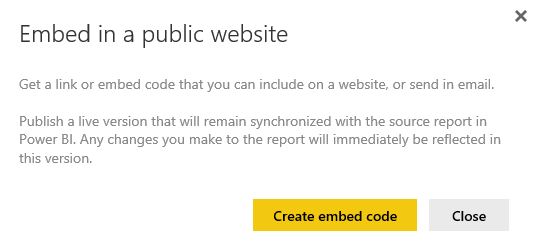 Embed in a public website
Get a link or embed code that you can include on a website, or send in email.
Publish a live version that will remain synchronized with the source report in
Power BI. Any changes you make to the report will immediately be reflected in
this version.
Create embed code
Close